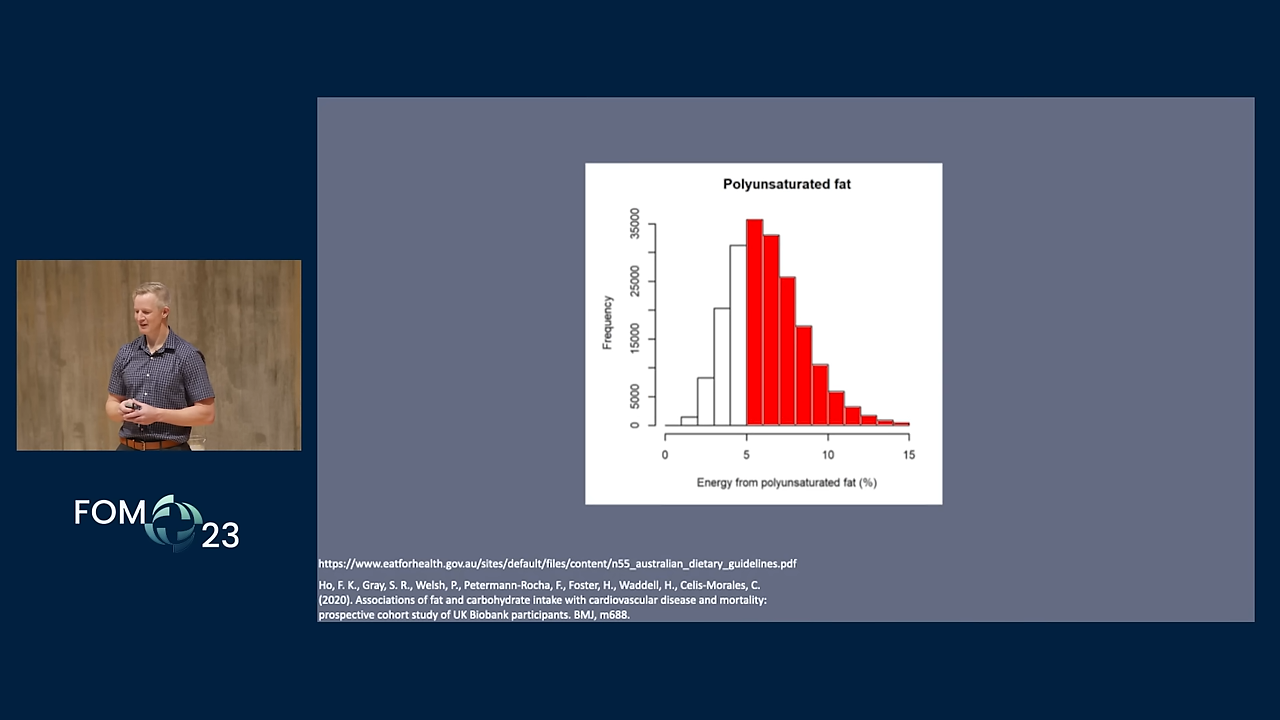 Polyunsaturated fat
35000
25000
15000
5000
0
Frequency
0 5 10 15
Energy from polyunsaturated fat (%)
FOM 23
https://www.eatforhealth.gov.au/sites/default/files/content/n55_australian_dietary_guidelines.pdf
Ho, F. K., Gray, S. R., Welsh, P., Petermann-Rocha, F., Foster, H., Waddell, H., Celis-Morales, C.
(2020). Associations of fat and carbohydrate intake with cardiovascular disease and mortality:
prospective cohort study of UK Biobank participants. BMJ, m688.